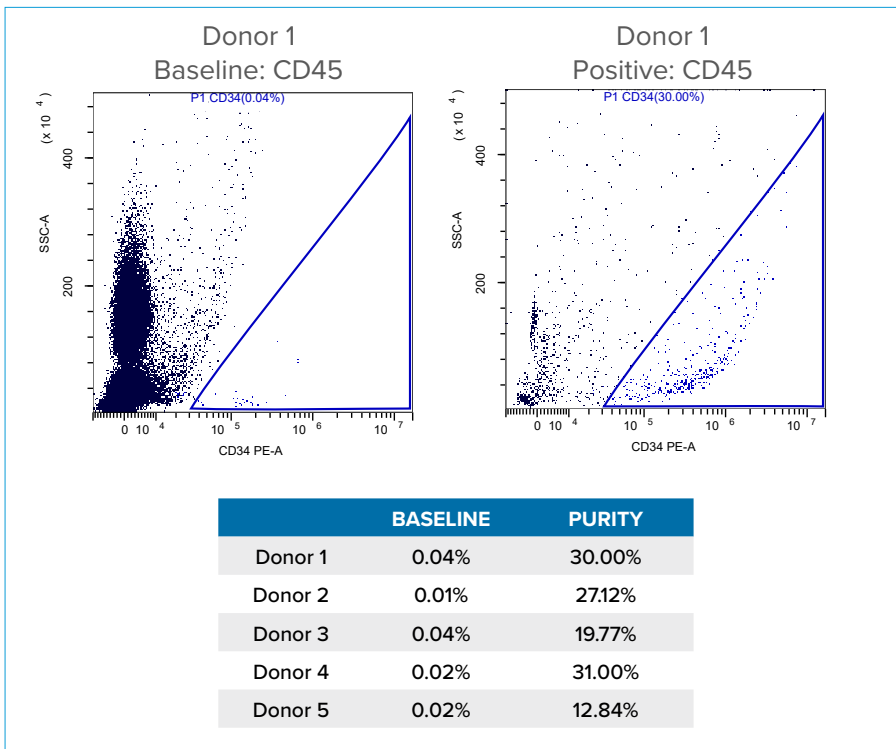 Donor 1
Baseline: CD45
P1 CD34(0.04%)
(x 10 4 )
400
200
SSC-A
0 10 4 10 5 10 6 10 7
CD34 PE-A
Donor 1
Positive: CD45
P1 CD34(30.00%)
(x 10 4 )
400
200
SSC-A
0 10 4 10 5 10 6 10 7
CD34 PE-A
BASELINE PURITY
Donor 1 0.04% 30.00%
Donor 2 0.01% 27.12%
Donor 3 0.04% 19.77%
Donor 4 0.02% 31.00%
Donor 5 0.02% 12.84%